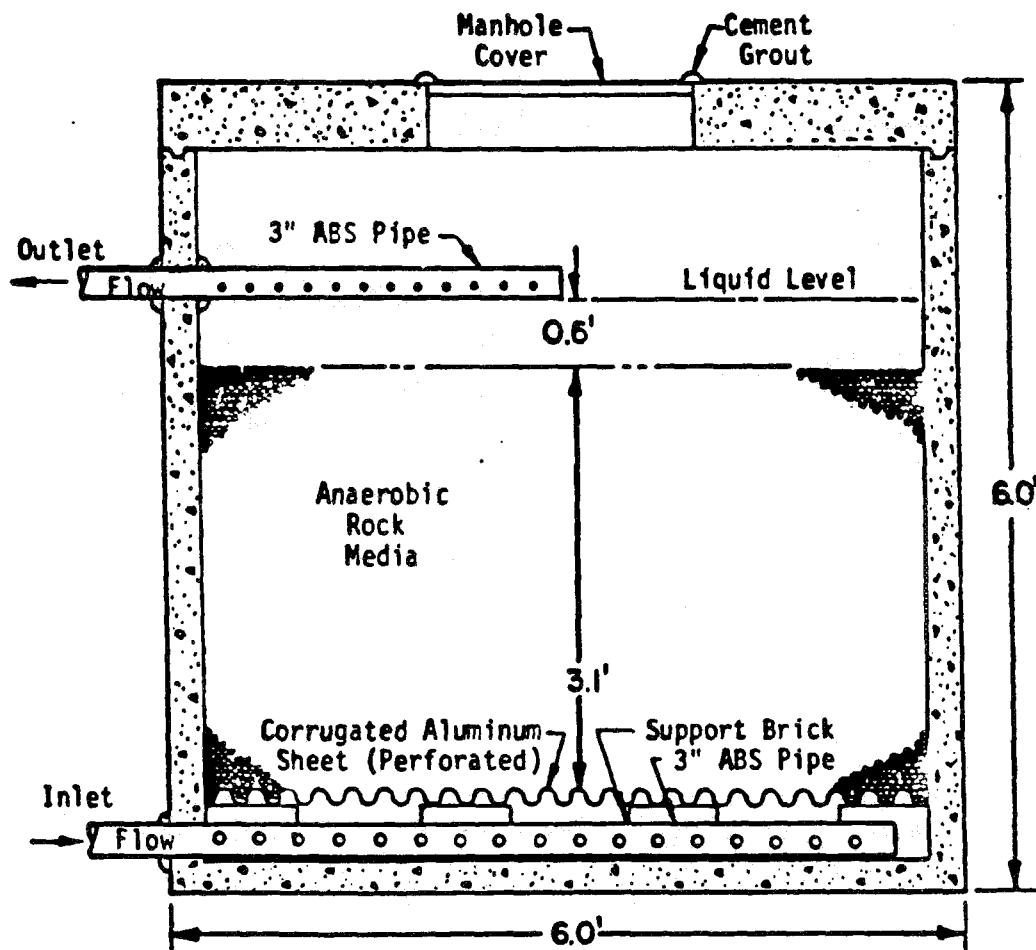 Manhole
Cover
Cement
Grout
3" ABS Pipe
Outlet
Flow
Liquid Level
0.6'
Anaerobic
Rock
Media
6.0'
3.1'
Corrugated Aluminum
Sheet (Perforated)
Support Brick
3" ABS Pipe
Inlet
Flow
6.0'